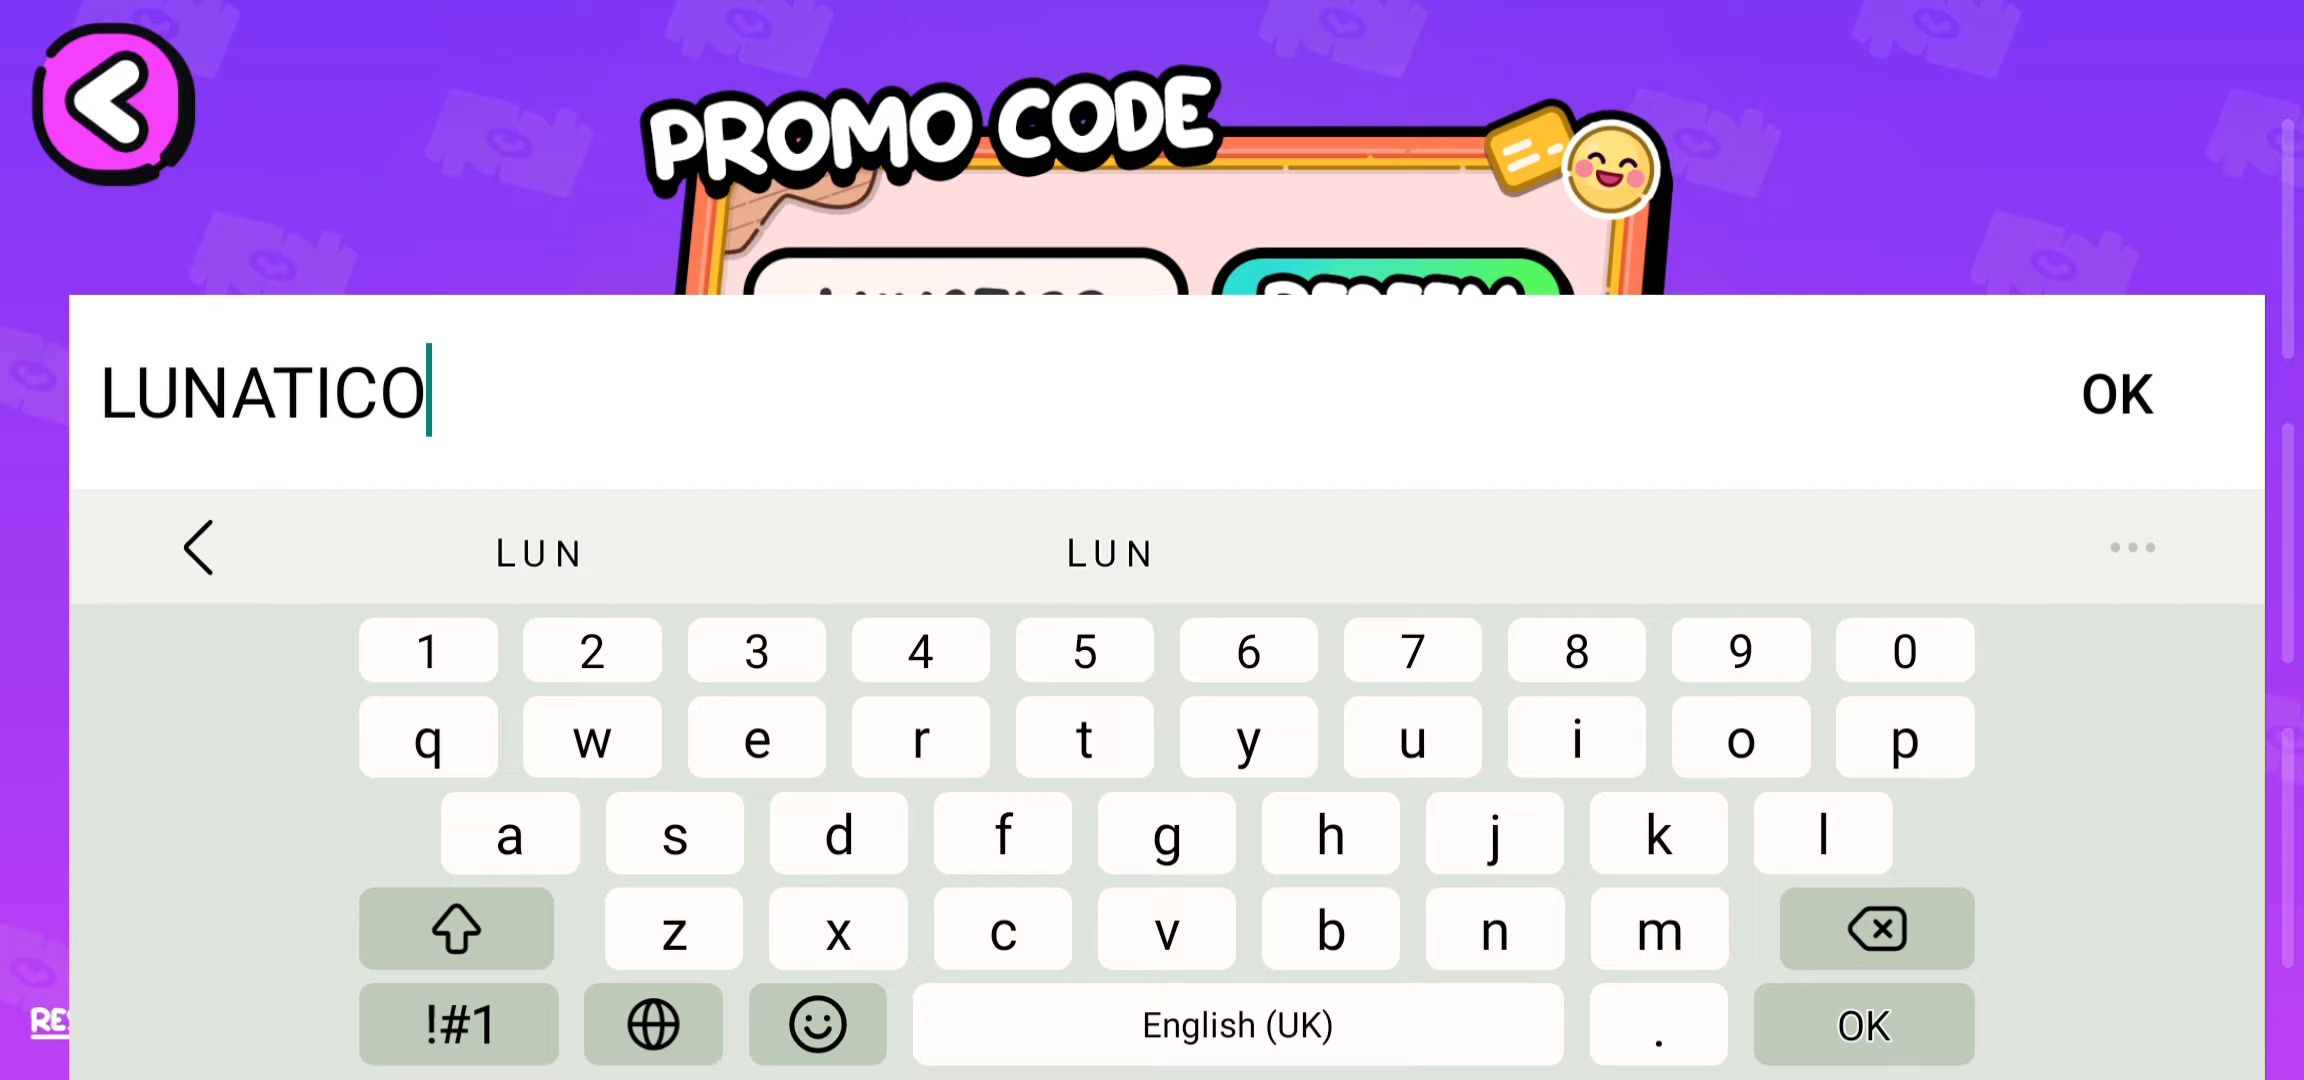 PROMO CODE
LUNATICO
OK
LUN LUN
1 2 3 4 5 6 7 8 9 0
q w e r t y u i o p
a s d f g h j k l
z x c v b n m
!#1 English (UK) . OK